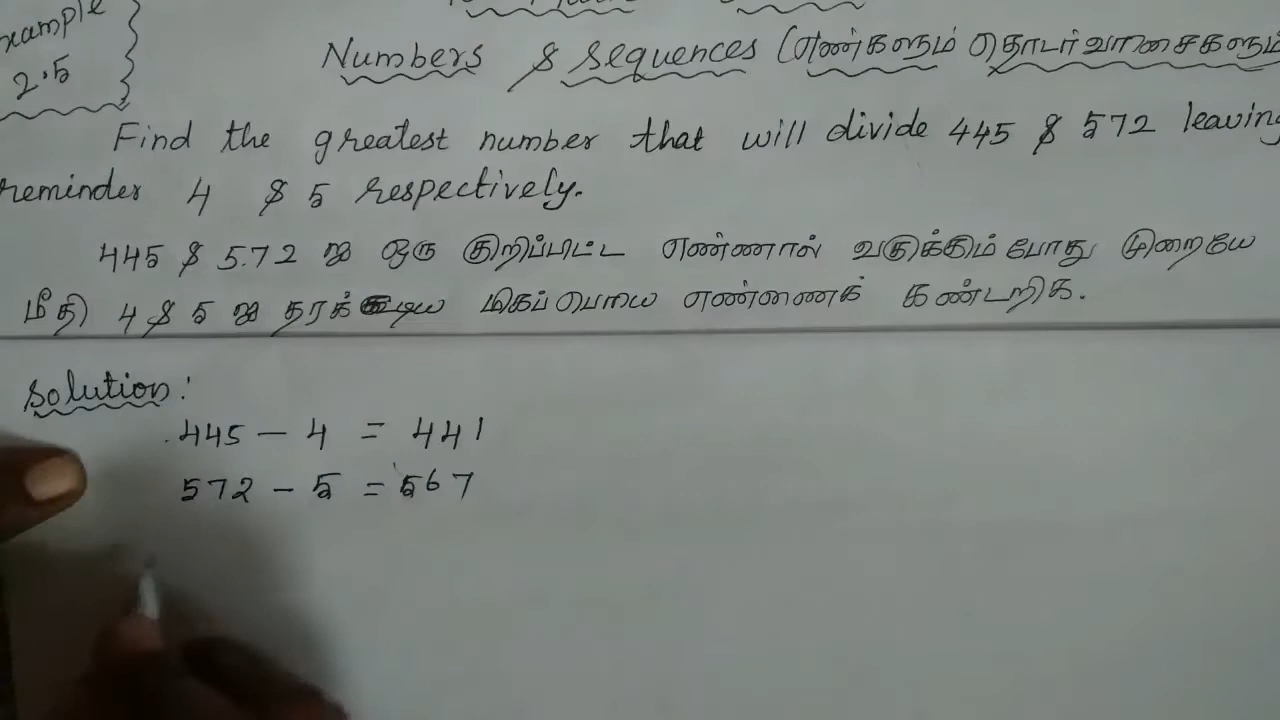 xample
2.5
Numbers & sequences (எண்களும் தொடர்வரிசைகளும்
Find the greatest number that will divide 445 & 572 leaving
reminder 4 & 5 respectively.
445 & 572 ஐ ஒரு குறிப்பிட்ட எண்ணால் வகுக்கும் போது முறையே
மீதி 4 & 5 ஐ தரக் கூடிய மிகப்பெரிய எண்ணைக் கண்டறிக.
Solution:
445 - 4 = 441
572 - 5 = 567